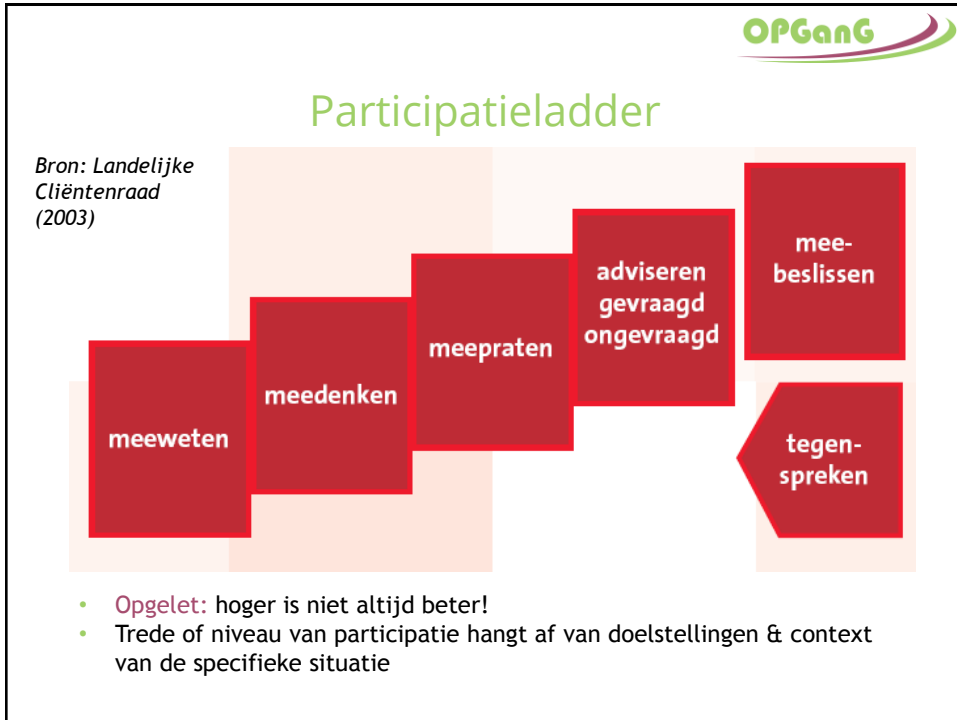 OPGanG
Participatieladder
Bron: Landelijke
Cliëntenraad
(2003)
meeweten
meedenken
meepraten
adviseren
gevraagd
ongevraagd
mee-
beslissen
tegen-
spreken
• Opgelet: hoger is niet altijd beter!
• Trede of niveau van participatie hangt af van doelstellingen & context
van de specifieke situatie